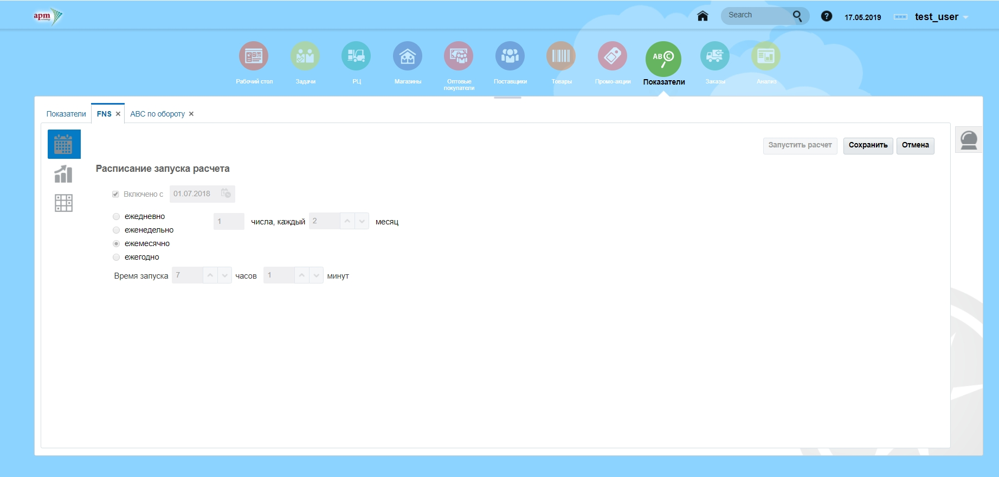 apm
Search
17.05.2019
test_user
Рабочий стол
Задачи
РЦ
Магазины
Оптовые
покупатели
Поставщики
Товары
Промо-акции
АВС
Показатели
Заказы
Анализ
Показатели
FNS
АВС по обороту
Запустить расчет
Сохранить
Отмена
Расписание запуска расчета
Включено с 01.07.2018
ежедневно
1 числа, каждый 2 месяц
еженедельно
ежемесячно
ежегодно
Время запуска 7 часов 1 минут